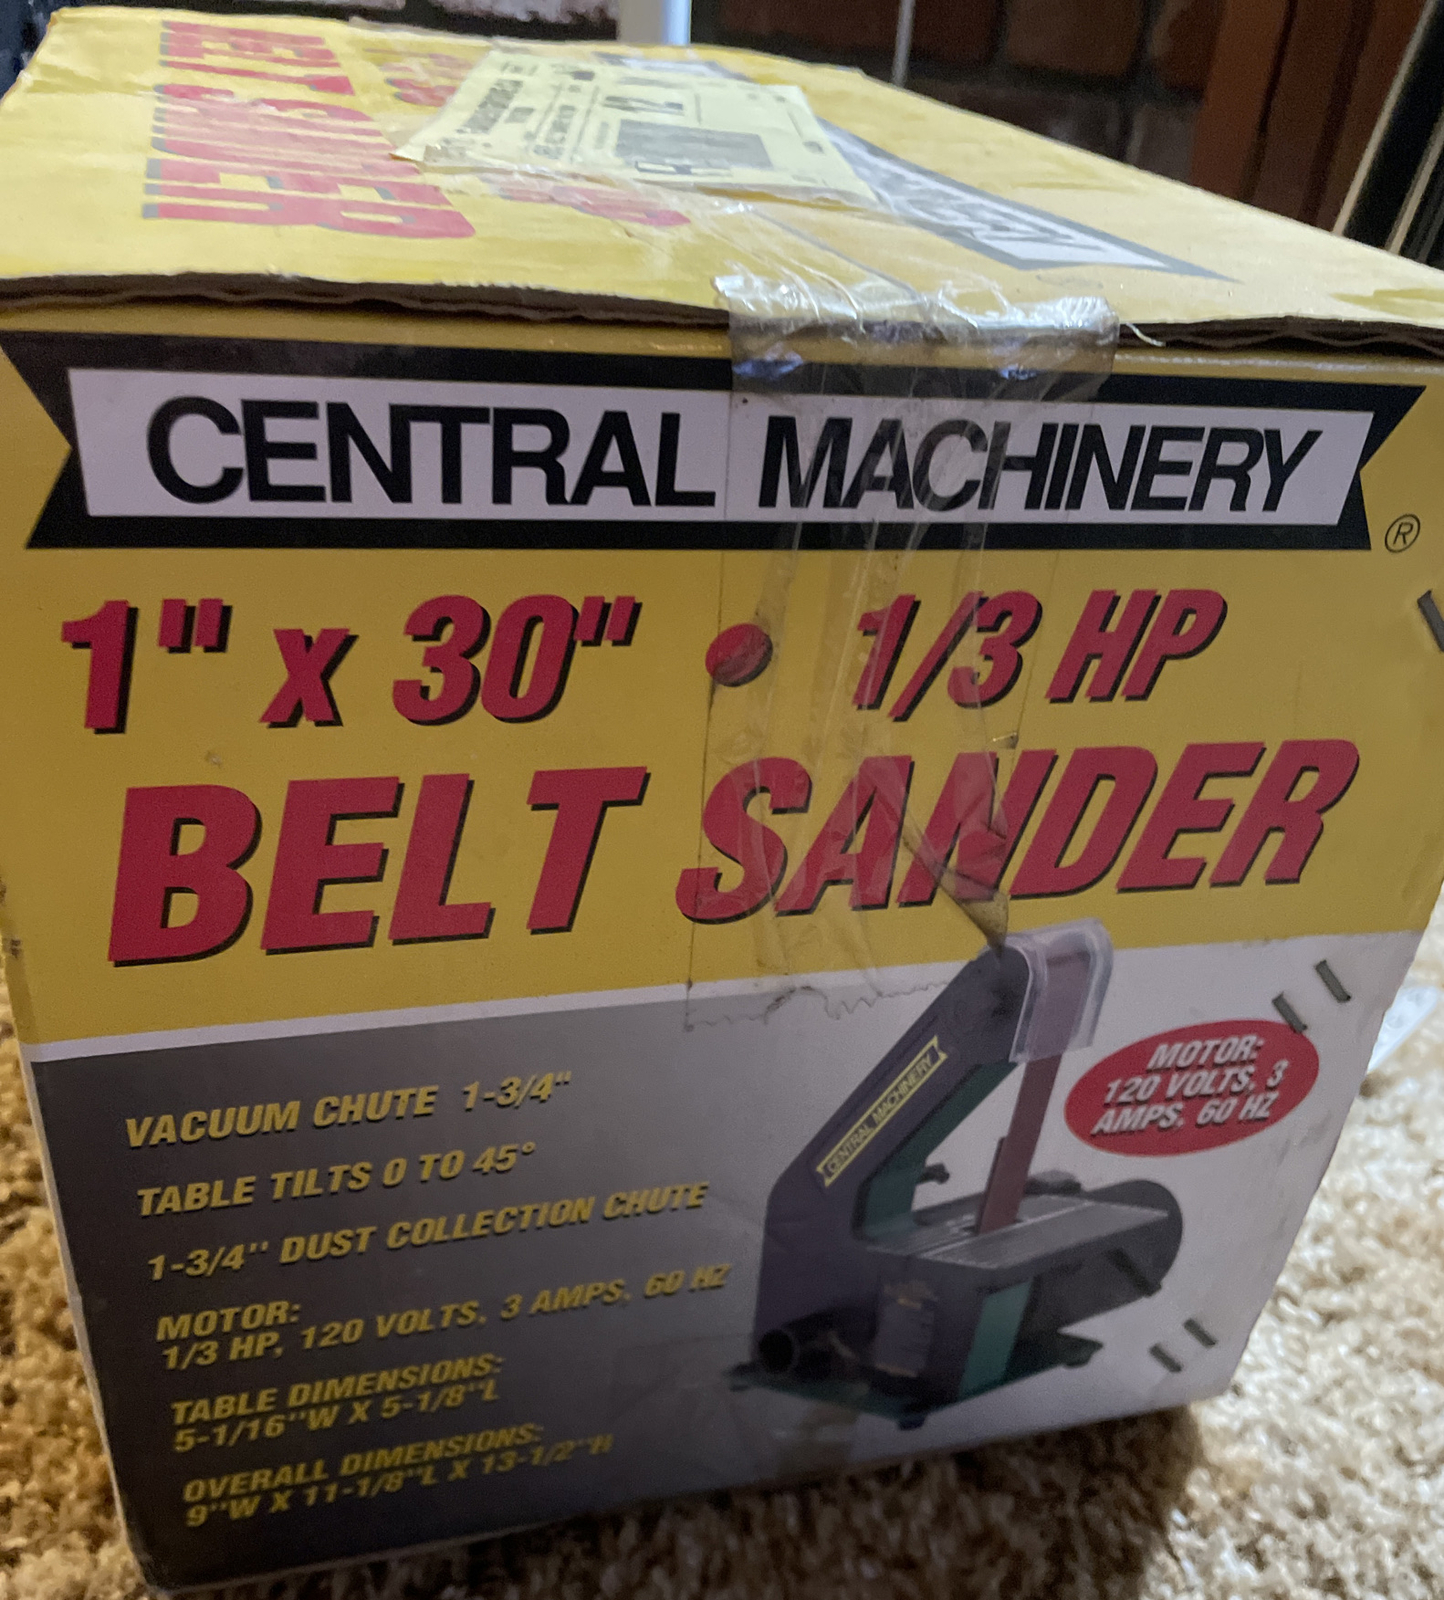 BELT SANDER
CENTRAL MACHINERY
®
1" x 30" • 1/3 HP
BELT SANDER
VACUUM CHUTE 1-3/4"
TABLE TILTS 0 TO 45°
1-3/4" DUST COLLECTION CHUTE
MOTOR:
1/3 HP, 120 VOLTS, 3 AMPS, 60 HZ
TABLE DIMENSIONS:
5-1/16"W X 5-1/8"L
OVERALL DIMENSIONS:
9"W X 11-1/8"L X 13-1/2"H
CENTRAL MACHINERY
MOTOR:
120 VOLTS, 3
AMPS, 60 HZ